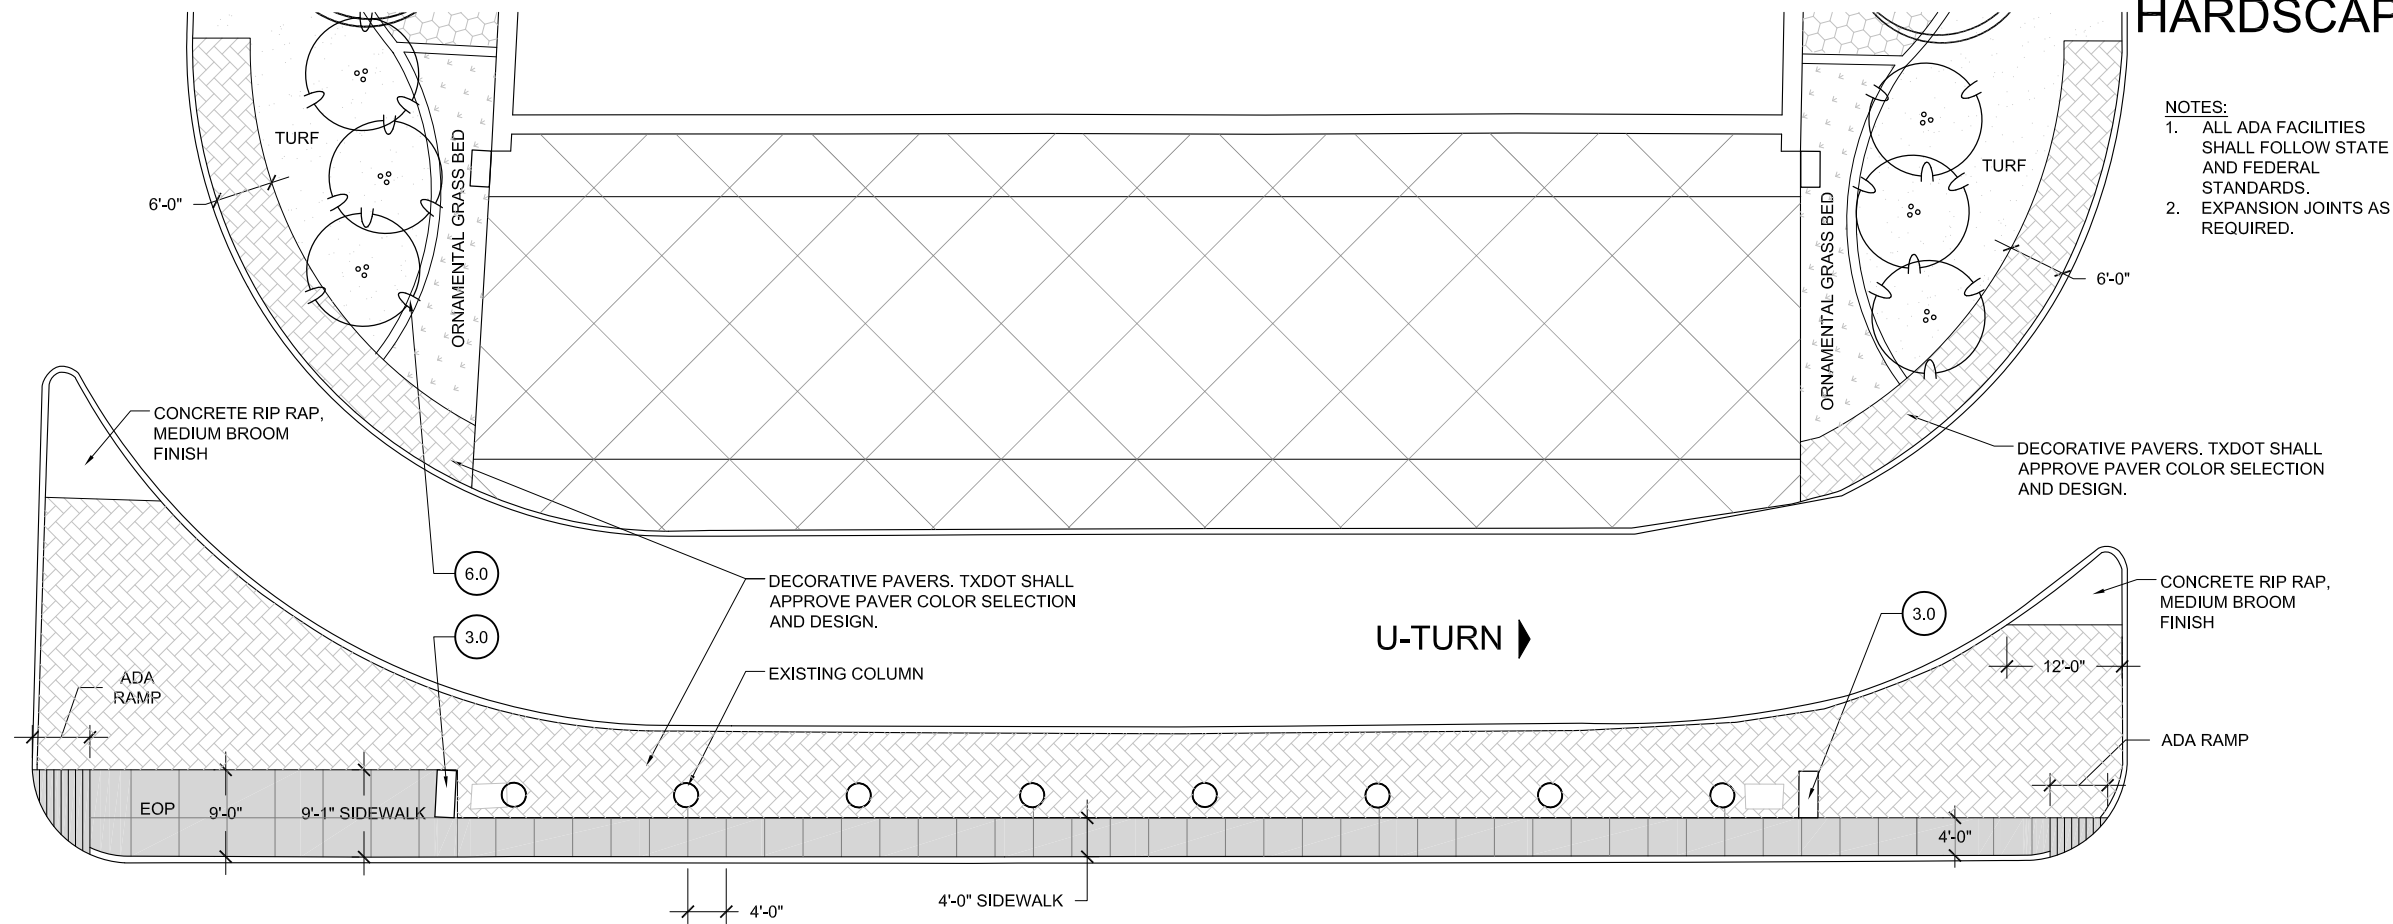 HARDSCAP
NOTES:
1. ALL ADA FACILITIES
SHALL FOLLOW STATE
AND FEDERAL
STANDARDS.
2. EXPANSION JOINTS AS
REQUIRED.
TURF
ORNAMENTAL GRASS BED
6'-0"
TURF
ORNAMENTAL GRASS BED
6'-0"
CONCRETE RIP RAP,
MEDIUM BROOM
FINISH
DECORATIVE PAVERS. TXDOT SHALL
APPROVE PAVER COLOR SELECTION
AND DESIGN.
6.0
3.0
DECORATIVE PAVERS. TXDOT SHALL
APPROVE PAVER COLOR SELECTION
AND DESIGN.
U-TURN
3.0
CONCRETE RIP RAP,
MEDIUM BROOM
FINISH
EXISTING COLUMN
12'-0"
ADA
RAMP
ADA RAMP
EOP
9'-0"
9'-1" SIDEWALK
4'-0"
4'-0" SIDEWALK
4'-0"